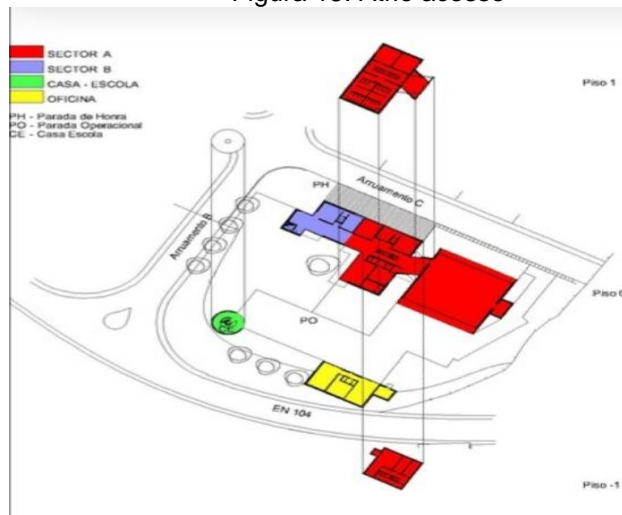 SECTOR A
SECTOR B
CASA - ESCOLA
OFICINA
PH - Parada de Honra
PO - Parada Operacional
CE - Casa Escola
Piso 1
PH
Arruamento C
Arruamento B
Piso
PO
EN 104
Piso -1